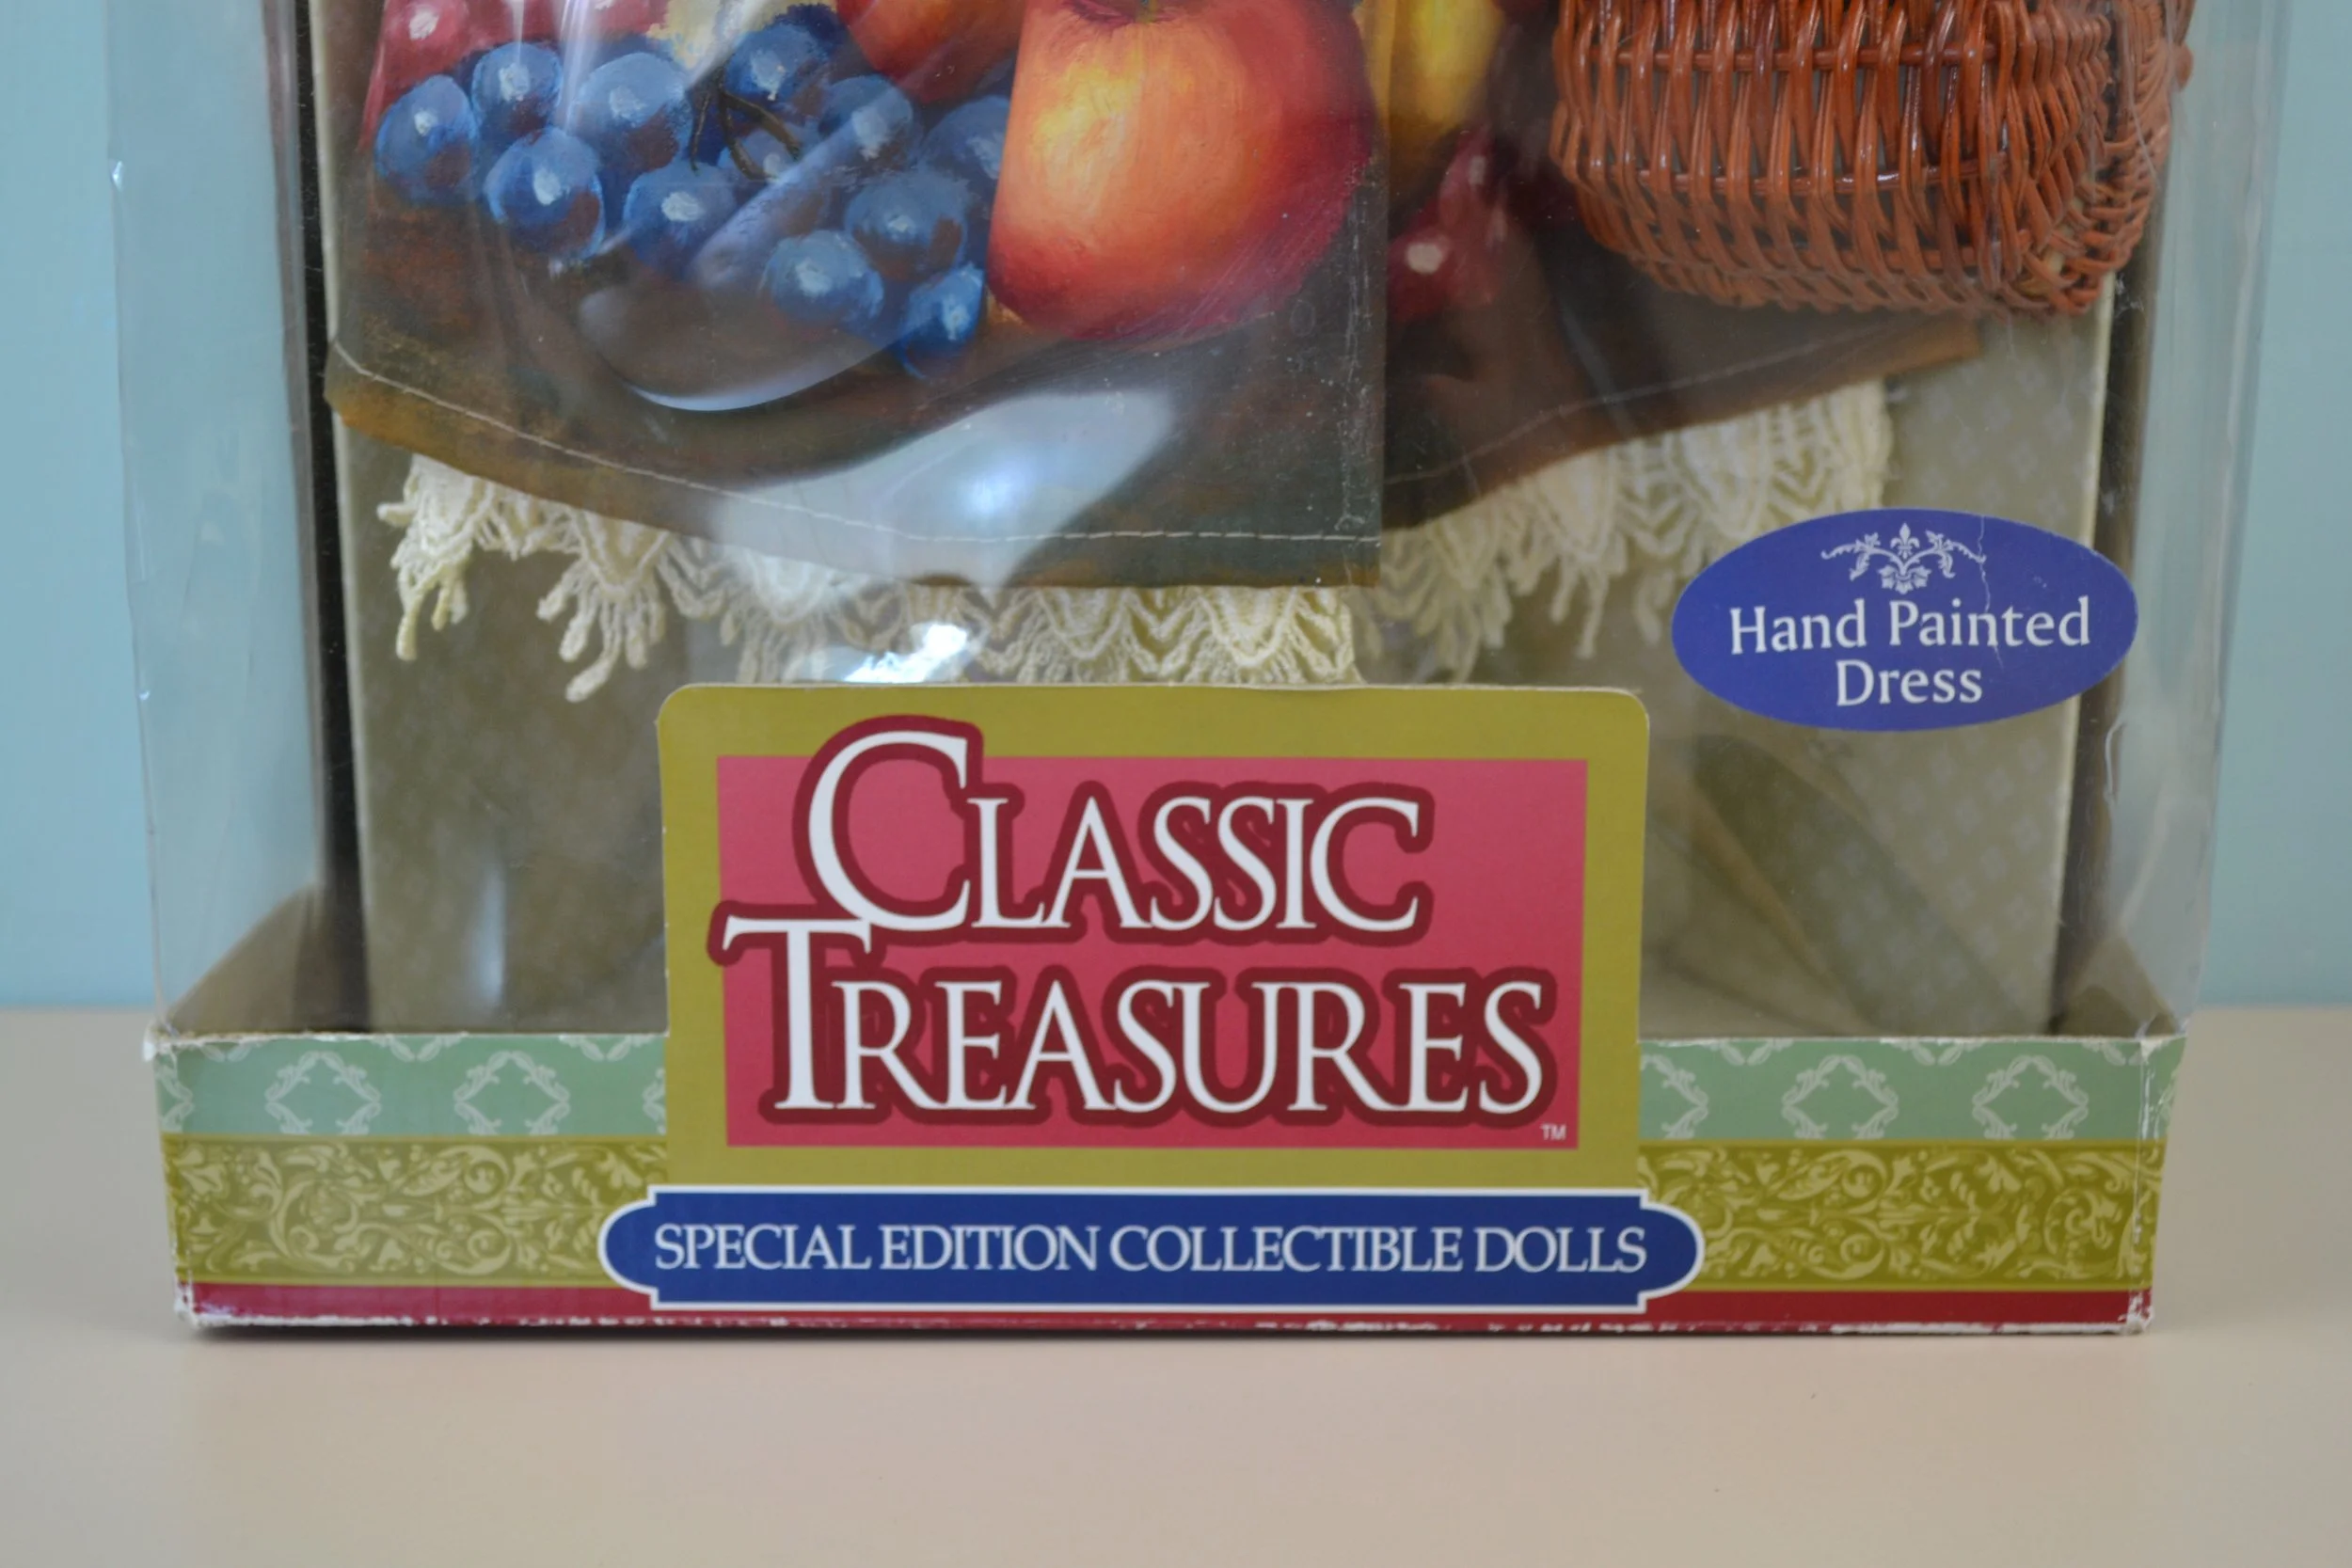 Hand Painted
Dress
CLASSIC
TREASURES
TM
SPECIAL EDITION COLLECTIBLE DOLLS